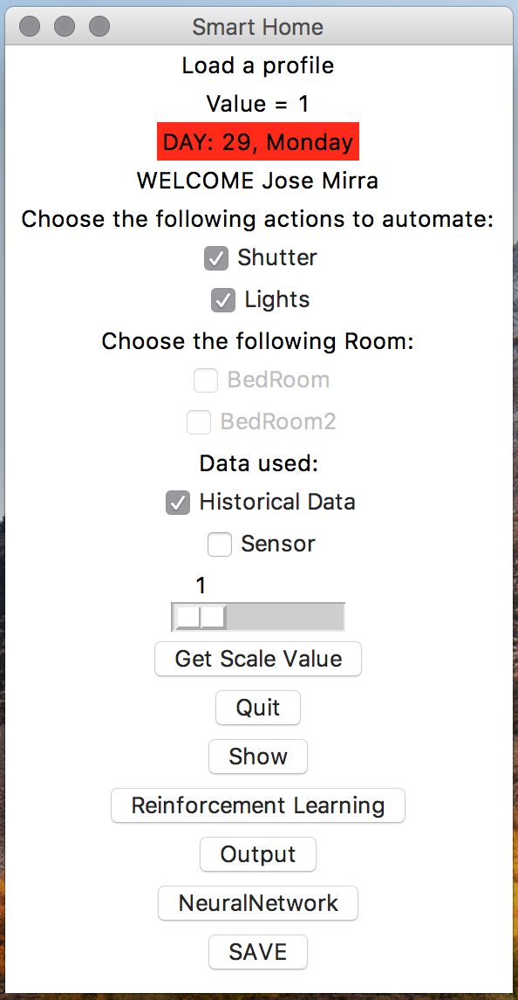 Smart Home
Load a profile
Value = 1
DAY: 29, Monday
WELCOME Jose Mirra
Choose the following actions to automate:
Shutter
Lights
Choose the following Room:
BedRoom
BedRoom2
Data used:
Historical Data
Sensor
1
Get Scale Value
Quit
Show
Reinforcement Learning
Output
NeuralNetwork
SAVE